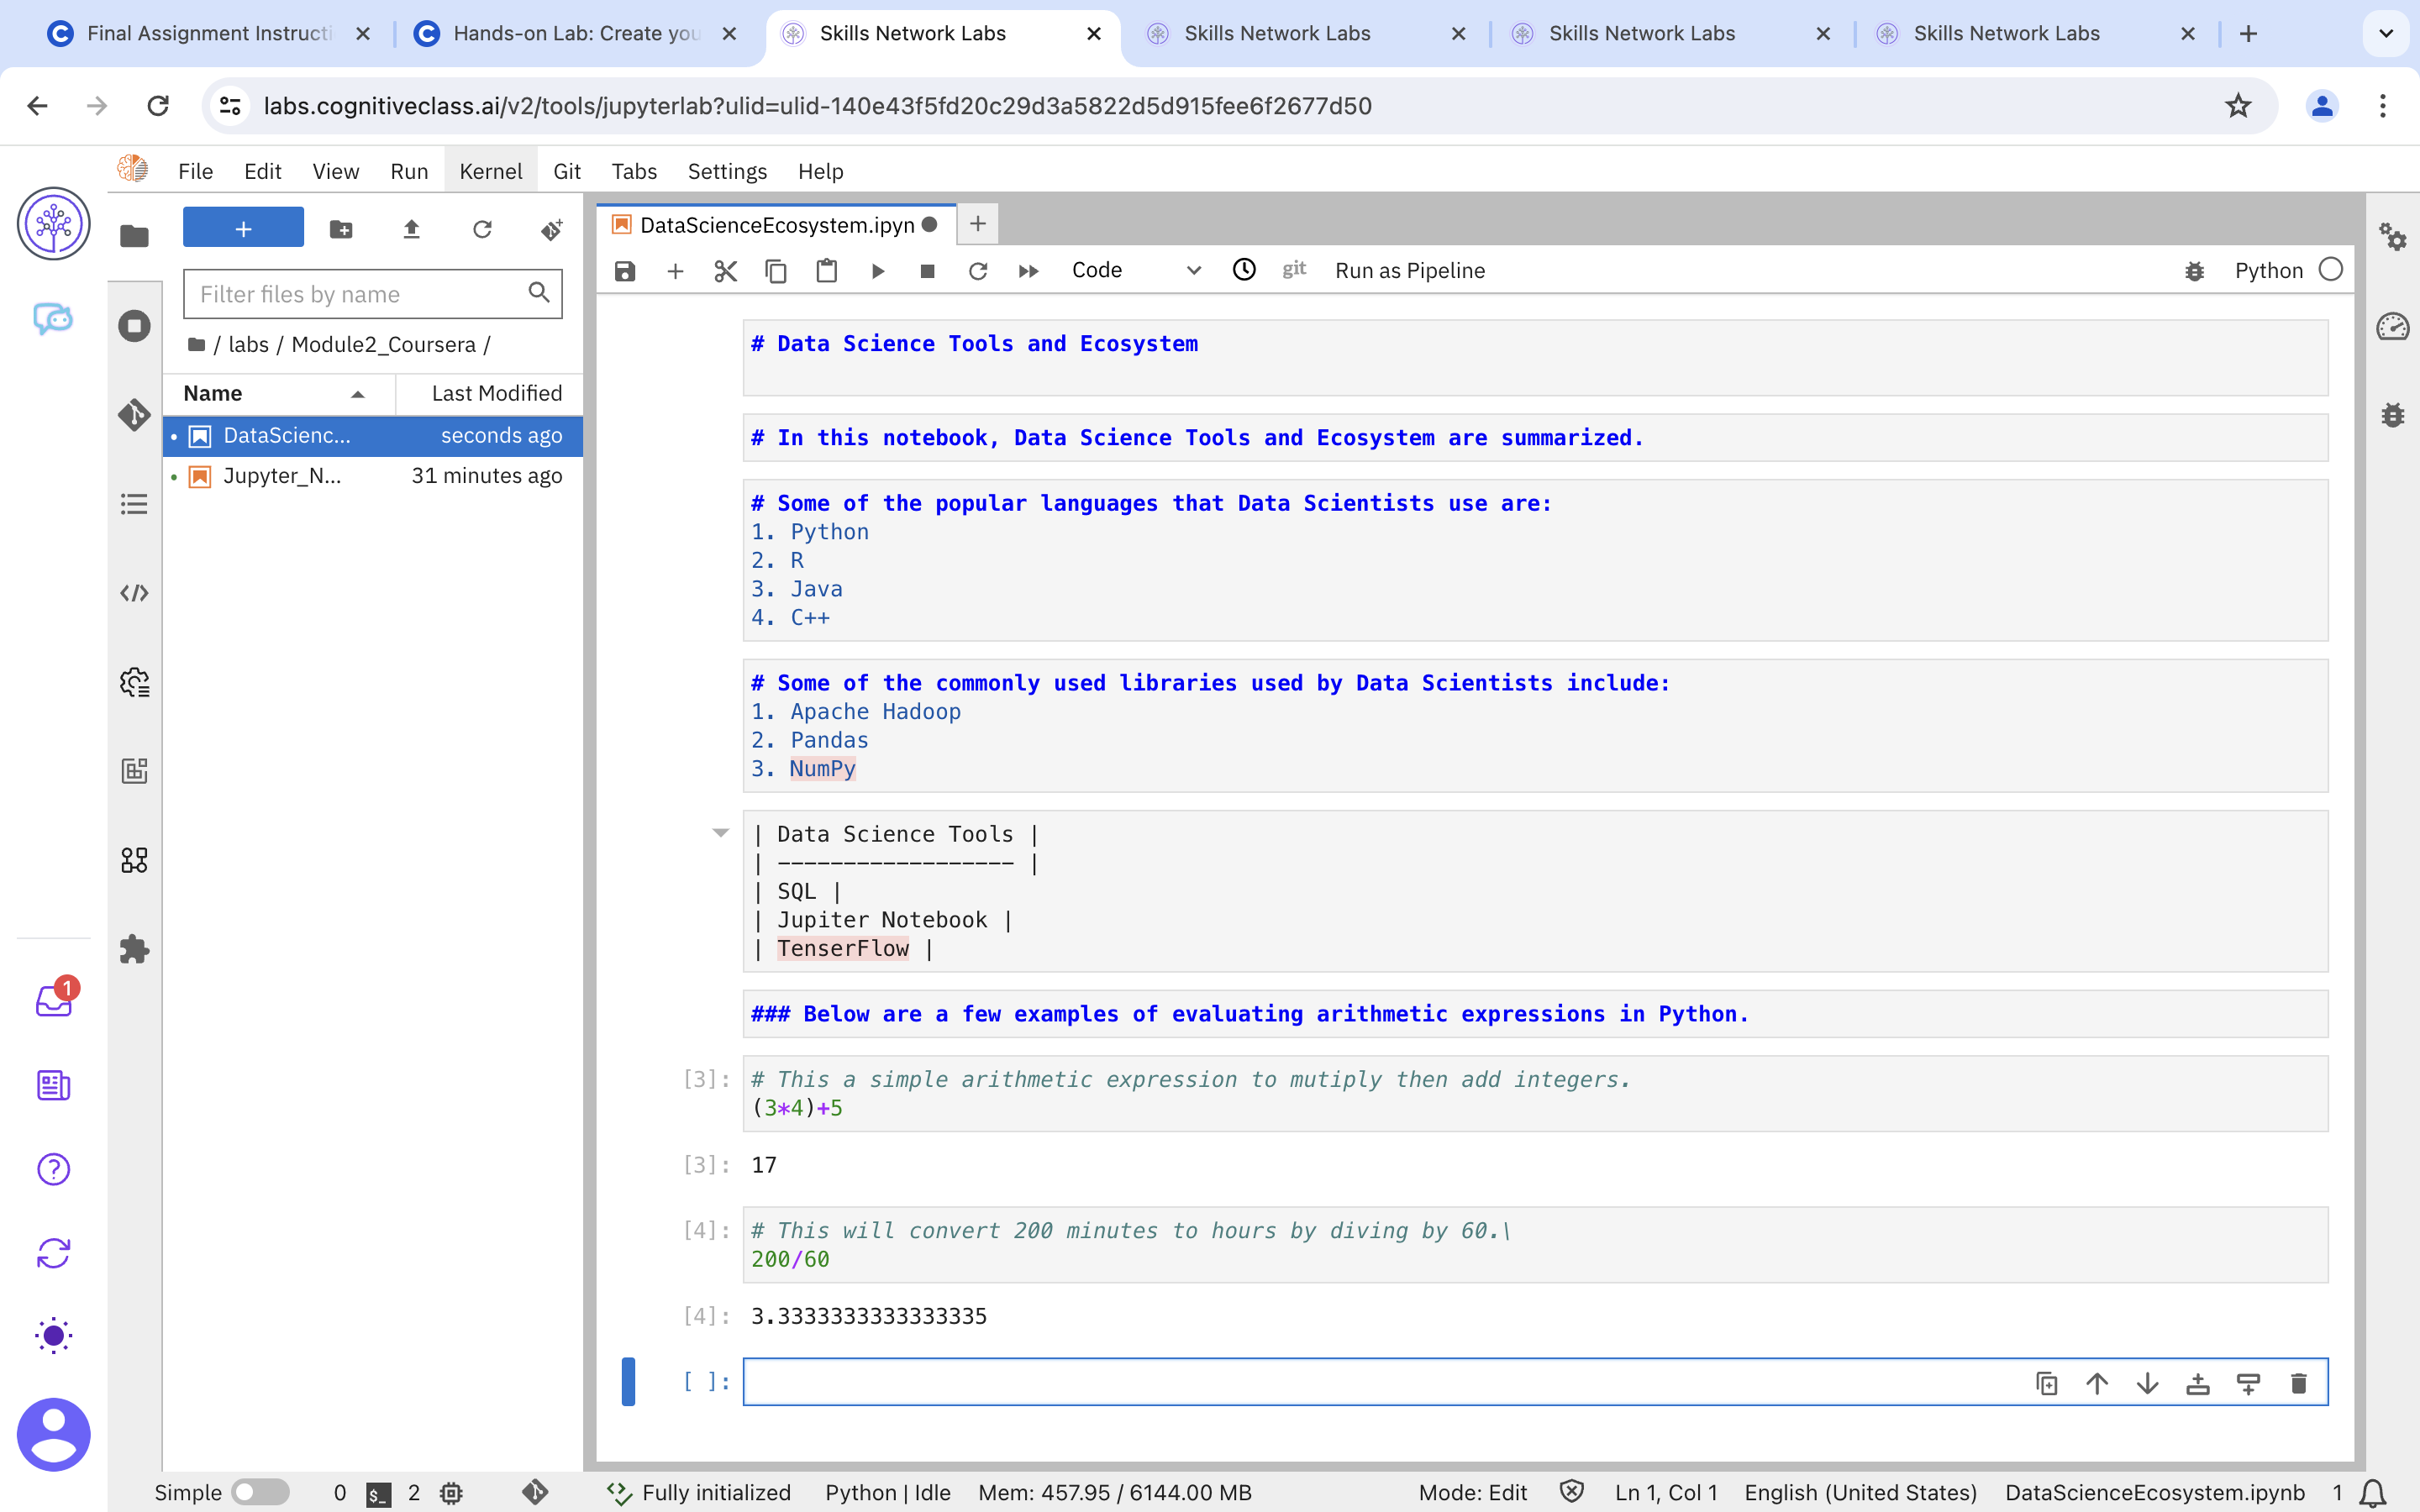 Final Assignment Instructi
Hands-on Lab: Create you
Skills Network Labs
Skills Network Labs
Skills Network Labs
Skills Network Labs
labs.cognitiveclass.ai/v2/tools/jupyterlab?ulid=ulid-140e43f5fd20c29d3a5822d5d915fee6f2677d50
File Edit View Run Kernel Git Tabs Settings Help
Filter files by name
/ labs / Module2_Coursera /
Name Last Modified
DataScienc... seconds ago
Jupyter_N... 31 minutes ago
DataScienceEcosystem.ipyn
Code git Run as Pipeline Python
# Data Science Tools and Ecosystem
# In this notebook, Data Science Tools and Ecosystem are summarized.
# Some of the popular languages that Data Scientists use are:
1. Python
2. R
3. Java
4. C++
# Some of the commonly used libraries used by Data Scientists include:
1. Apache Hadoop
2. Pandas
3. NumPy
| Data Science Tools |
| ------------------ |
| SQL |
| Jupiter Notebook |
| TenserFlow |
### Below are a few examples of evaluating arithmetic expressions in Python.
[3]: # This a simple arithmetic expression to mutiply then add integers.
(3*4)+5
[3]: 17
[4]: # This will convert 200 minutes to hours by diving by 60.\
200/60
[4]: 3.3333333333333335
[ ]:
1
Simple 0 $_ 2 Fully initialized Python | Idle Mem: 457.95 / 6144.00 MB Mode: Edit Ln 1, Col 1 English (United States) DataScienceEcosystem.ipynb 1